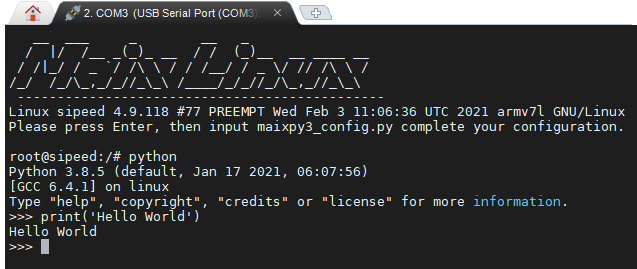 2. COM3 (USB Serial Port (COM3)
Maix Linux
Linux sipeed 4.9.118 #77 PREEMPT Wed Feb 3 11:06:36 UTC 2021 armv7l GNU/Linux
Please press Enter, then input maixpy3_config.py complete your configuration.
root@sipeed:/# python
Python 3.8.5 (default, Jan 17 2021, 06:07:56)
[GCC 6.4.1] on linux
Type "help", "copyright", "credits" or "license" for more information.
>>> print('Hello World')
Hello World
>>>